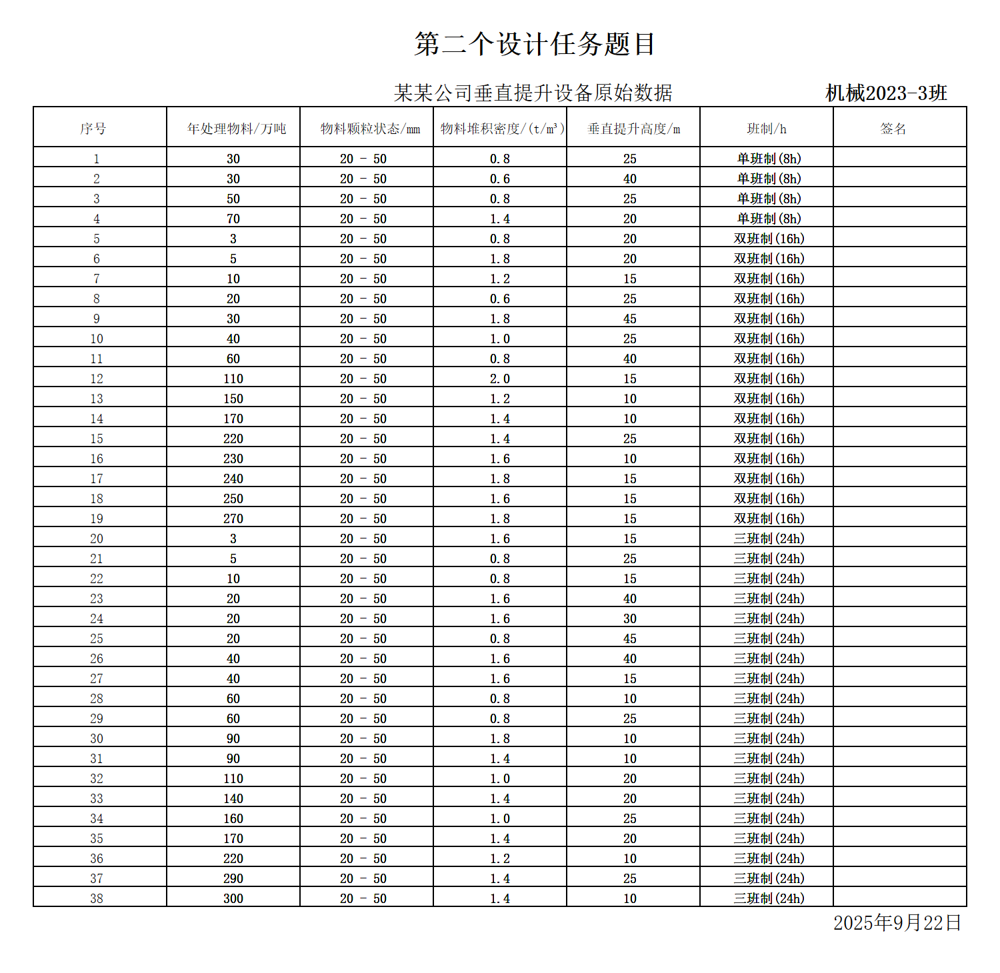 第二个设计任务题目
某某公司垂直提升设备原始数据 机械2023-3班
序号 年处理物料/万吨 物料颗粒状态/mm 物料堆积密度/(t/m³) 垂直提升高度/m 班制/h 签名
1 30 20 - 50 0.8 25 单班制(8h)
2 30 20 - 50 0.6 40 单班制(8h)
3 50 20 - 50 0.8 25 单班制(8h)
4 70 20 - 50 1.4 20 单班制(8h)
5 3 20 - 50 0.8 20 双班制(16h)
6 5 20 - 50 1.8 20 双班制(16h)
7 10 20 - 50 1.2 15 双班制(16h)
8 20 20 - 50 0.6 25 双班制(16h)
9 30 20 - 50 1.8 45 双班制(16h)
10 40 20 - 50 1.0 25 双班制(16h)
11 60 20 - 50 0.8 40 双班制(16h)
12 110 20 - 50 2.0 15 双班制(16h)
13 150 20 - 50 1.2 10 双班制(16h)
14 170 20 - 50 1.4 10 双班制(16h)
15 220 20 - 50 1.4 25 双班制(16h)
16 230 20 - 50 1.6 10 双班制(16h)
17 240 20 - 50 1.8 15 双班制(16h)
18 250 20 - 50 1.6 15 双班制(16h)
19 270 20 - 50 1.8 15 双班制(16h)
20 3 20 - 50 1.6 15 三班制(24h)
21 5 20 - 50 0.8 25 三班制(24h)
22 10 20 - 50 0.8 15 三班制(24h)
23 20 20 - 50 1.6 40 三班制(24h)
24 20 20 - 50 1.6 30 三班制(24h)
25 20 20 - 50 0.8 45 三班制(24h)
26 40 20 - 50 1.6 40 三班制(24h)
27 40 20 - 50 1.6 15 三班制(24h)
28 60 20 - 50 0.8 10 三班制(24h)
29 60 20 - 50 0.8 25 三班制(24h)
30 90 20 - 50 1.8 10 三班制(24h)
31 90 20 - 50 1.4 10 三班制(24h)
32 110 20 - 50 1.0 20 三班制(24h)
33 140 20 - 50 1.4 20 三班制(24h)
34 160 20 - 50 1.0 25 三班制(24h)
35 170 20 - 50 1.4 20 三班制(24h)
36 220 20 - 50 1.2 10 三班制(24h)
37 290 20 - 50 1.4 25 三班制(24h)
38 300 20 - 50 1.4 10 三班制(24h)
2025年9月22日